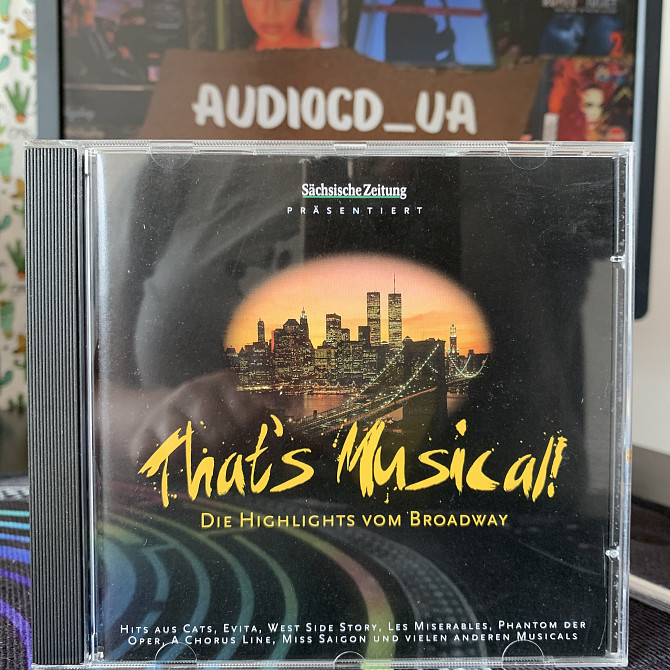 AUDIOCD_UA
Sächsische Zeitung
PRÄSENTIERT
That's Musical!
DIE HIGHLIGHTS VOM BROADWAY
HITS AUS CATS, EVITA, WEST SIDE STORY, LES MISERABLES, PHANTOM DER
OPER, A CHORUS LINE, MISS SAIGON UND VIELEN ANDEREN MUSICALS